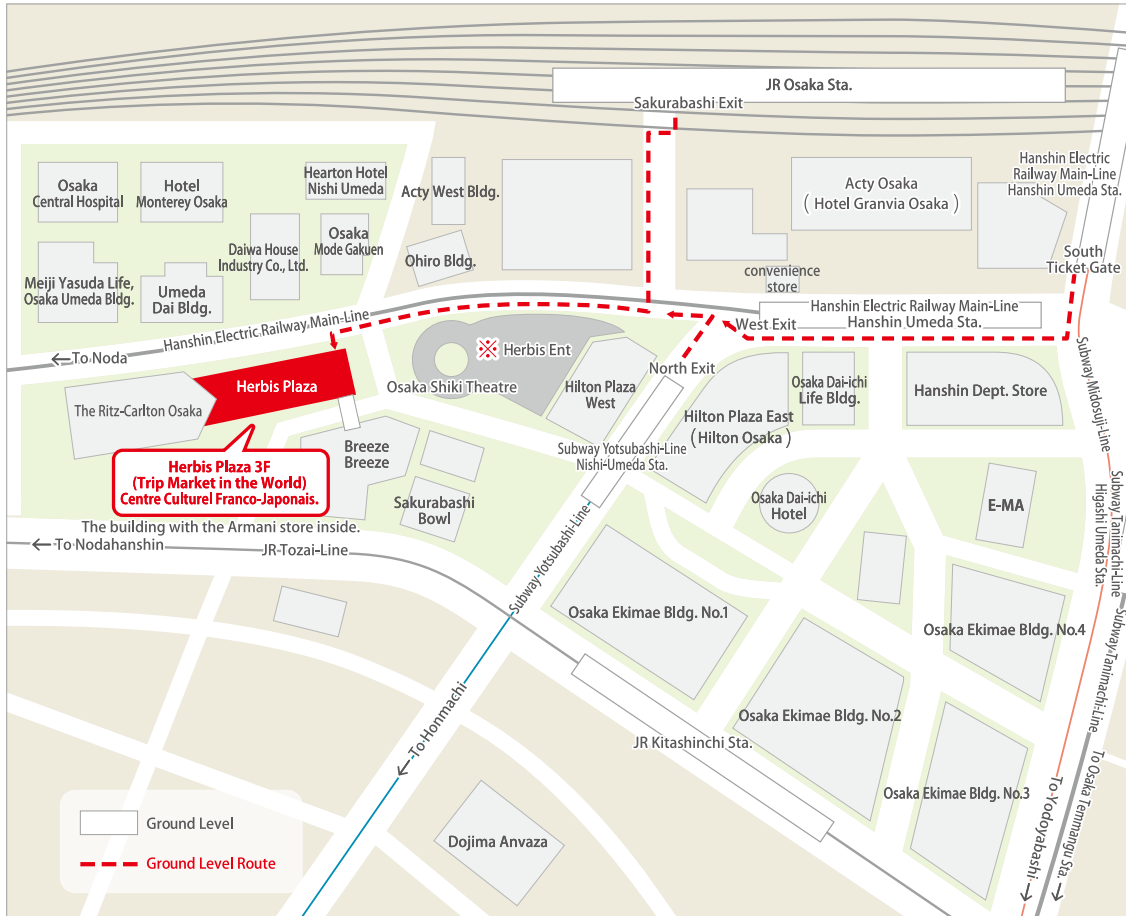 JR Osaka Sta.
Sakurabashi Exit
Hanshin Electric
Railway Main-Line
Hanshin Umeda Sta.
Osaka
Central Hospital
Hotel
Monterey Osaka
Hearton Hotel
Nishi Umeda
Acty West Bldg.
Acty Osaka
( Hotel Granvia Osaka )
Daiwa House
Industry Co., Ltd.
Osaka
Mode Gakuen
Ohiro Bldg.
South
Ticket Gate
Meiji Yasuda Life,
Osaka Umeda Bldg.
Umeda
Dai Bldg.
convenience
store
Hanshin Electric Railway Main-Line
Hanshin Electric Railway Main-Line
Hanshin Umeda Sta.
West Exit
←To Noda
※ Herbis Ent
North Exit
Herbis Plaza
Osaka Shiki Theatre
Hilton Plaza
West
Osaka Dai-ichi
Life Bldg.
Hanshin Dept. Store
The Ritz-Carlton Osaka
Hilton Plaza East
( Hilton Osaka )
Subway Midosuji-Line
Breeze
Breeze
Subway Yotsubashi-Line
Nishi-Umeda Sta.
Herbis Plaza 3F
(Trip Market in the World)
Centre Culturel Franco-Japonais.
Sakurabashi
Bowl
Osaka Dai-ichi
Hotel
E-MA
Subway Tanimachi-Line
Higashi Umeda Sta.
The building with the Armani store inside.
← To Nodahanshin
JR Tozai-Line
Subway Yotsubashi-Line
Osaka Ekimae Bldg. No.1
Osaka Ekimae Bldg. No.4
Subway Tanimachi-Line
Osaka Ekimae Bldg. No.2
← To Honmachi
JR Kitashinchi Sta.
Osaka Ekimae Bldg. No.3
To Yodoyabashi →
To Osaka Temmangu Sta. →
Ground Level
Ground Level Route
Dojima Anvaza